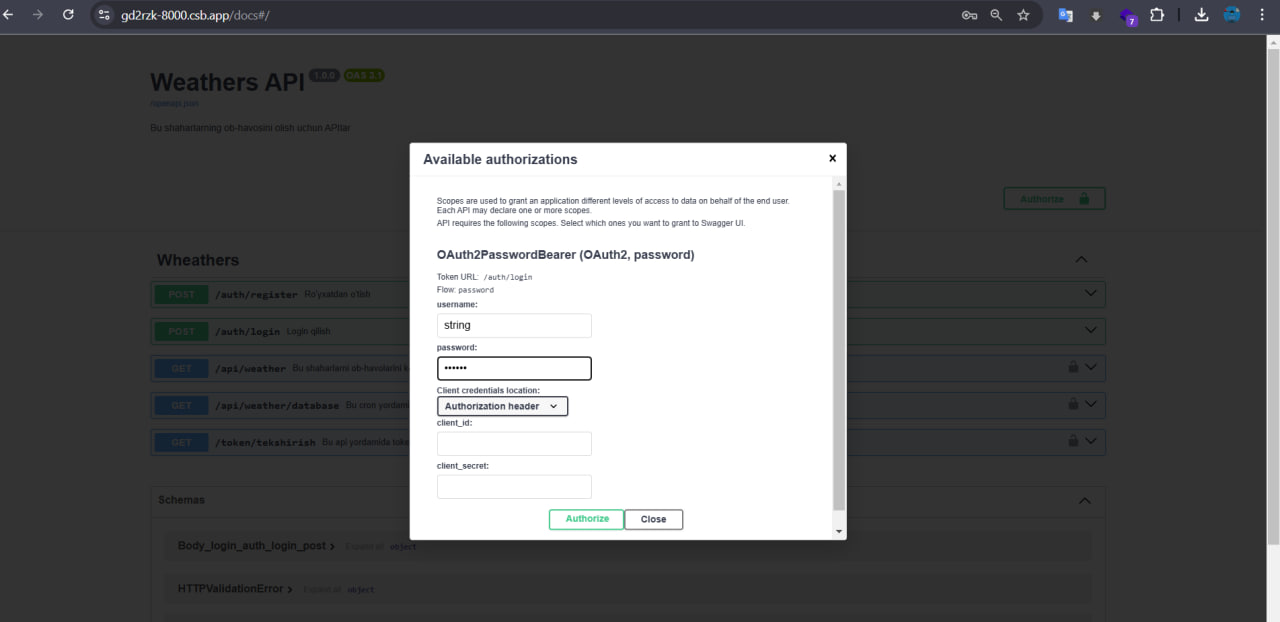 gd2rzk-8000.csb.app/docs#/
7
Weathers API 1.0.0 OAS 3.1
/openapi.json
Bu shaharlarning ob-havosini olish uchun APIlar
Authorize
Available authorizations
Scopes are used to grant an application different levels of access to data on behalf of the end user.
Each API may declare one or more scopes.
API requires the following scopes. Select which ones you want to grant to Swagger UI.
OAuth2PasswordBearer (OAuth2, password)
Token URL: /auth/login
Flow: password
username:
string
password:
••••••
Client credentials location:
Authorization header
client_id:
client_secret:
Authorize Close
Wheathers
POST /auth/register Ro'yxatdan o'tish
POST /auth/login Login qilish
GET /api/weather Bu shaharlarni ob-havolarini
GET /api/weather/database Bu cron yordami
GET /token/tekshirish Bu api yordamida toke
Schemas
Body_login_auth_login_post Expand all object
HTTPValidationError Expand all object